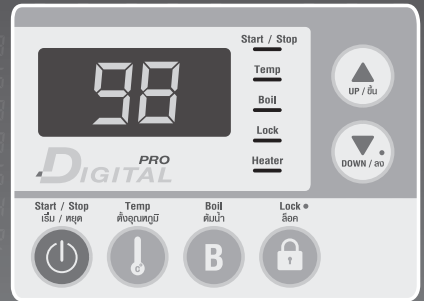 98
Start / Stop
Temp
Boil
Lock
Heater
UP / ขึ้น
DOWN / ลง
DIGITAL PRO
Start / Stop
เริ่ม / หยุด
Temp
ตั้งอุณหภูมิ
Boil
ต้มน้ำ
Lock
ล็อค
C°
B